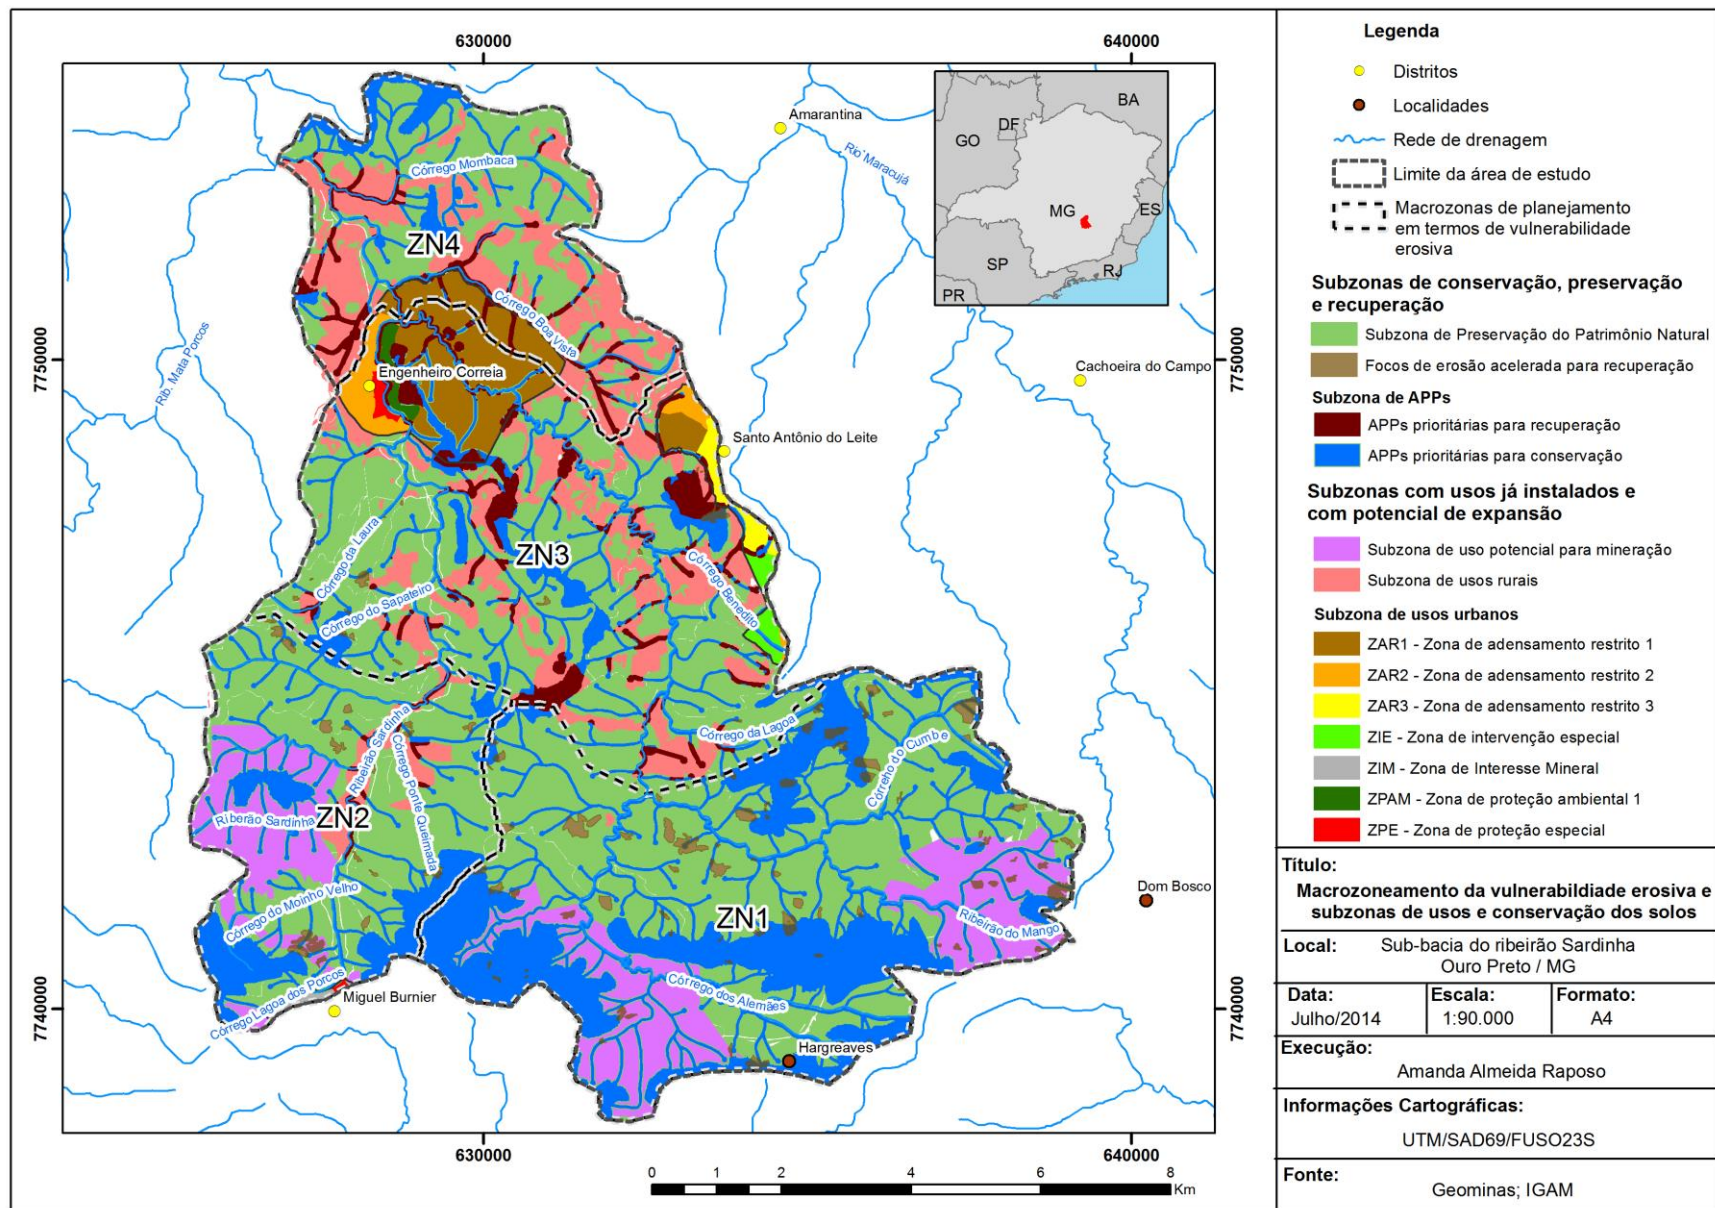 630000
640000
7750000
7750000
7740000
7740000
630000
640000
BA
DF
GO
MG
ES
SP
RJ
PR
Amarantina
Rio Maracujá
Córrego Mombaca
ZN4
Rib. Mata Porcos
Córrego Boa Vista
Engenheiro Correia
Cachoeira do Campo
Santo Antônio do Leite
ZN3
Córrego da Laura
Córrego do Sapateiro
Córrego Benedito
Ribeirão Sardinha
Córrego Ponte Queimada
Córrego da Lagoa
Córreho do Cumbe
ZN2
Riberão Sardinha
Córrego do Moinho Velho
Dom Bosco
ZN1
Ribeirão do Mango
Córrego Lagoa dos Porcos
Miguel Burnier
Córrego dos Alemães
Hargreaves
0 1 2 4 6 8
Km
Legenda
Distritos
Localidades
Rede de drenagem
Limite da área de estudo
Macrozonas de planejamento
em termos de vulnerabilidade
erosiva
Subzonas de conservação, preservação
e recuperação
Subzona de Preservação do Patrimônio Natural
Focos de erosão acelerada para recuperação
Subzona de APPs
APPs prioritárias para recuperação
APPs prioritárias para conservação
Subzonas com usos já instalados e
com potencial de expansão
Subzona de uso potencial para mineração
Subzona de usos rurais
Subzona de usos urbanos
ZAR1 - Zona de adensamento restrito 1
ZAR2 - Zona de adensamento restrito 2
ZAR3 - Zona de adensamento restrito 3
ZIE - Zona de intervenção especial
ZIM - Zona de Interesse Mineral
ZPAM - Zona de proteção ambiental 1
ZPE - Zona de proteção especial
Título:
Macrozoneamento da vulnerabildiade erosiva e
subzonas de usos e conservação dos solos
Local: Sub-bacia do ribeirão Sardinha
Ouro Preto / MG
Data:
Julho/2014
Escala:
1:90.000
Formato:
A4
Execução:
Amanda Almeida Raposo
Informações Cartográficas:
UTM/SAD69/FUSO23S
Fonte:
Geominas; IGAM